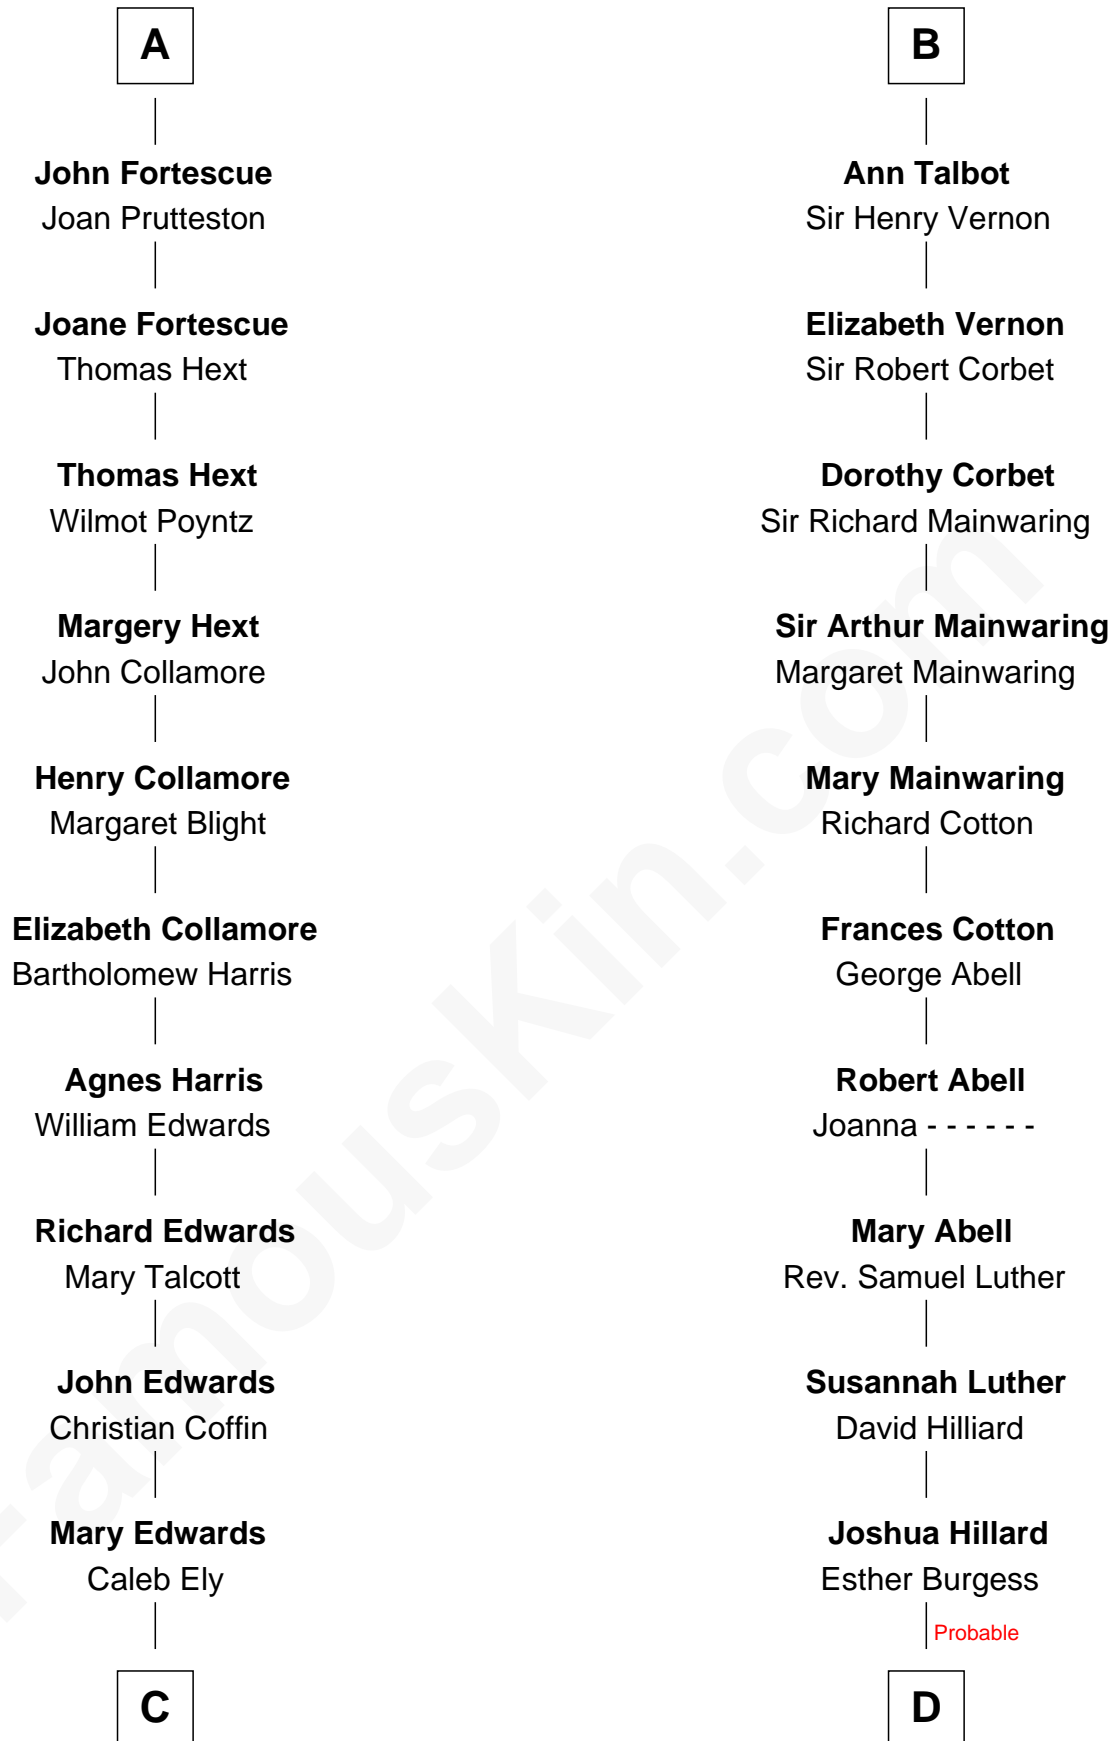 A
John Fortescue
Joan Prutteston
Joane Fortescue
Thomas Hext
Thomas Hext
Wilmot Poyntz
Margery Hext
John Collamore
Henry Collamore
Margaret Blight
Elizabeth Collamore
Bartholomew Harris
Agnes Harris
William Edwards
Richard Edwards
Mary Talcott
John Edwards
Christian Coffin
Mary Edwards
Caleb Ely
C
B
Ann Talbot
Sir Henry Vernon
Elizabeth Vernon
Sir Robert Corbet
Dorothy Corbet
Sir Richard Mainwaring
Sir Arthur Mainwaring
Margaret Mainwaring
Mary Mainwaring
Richard Cotton
Frances Cotton
George Abell
Robert Abell
Joanna - - - - - -
Mary Abell
Rev. Samuel Luther
Susannah Luther
David Hilliard
Joshua Hillard
Esther Burgess
Probable
D
FamousKin.com